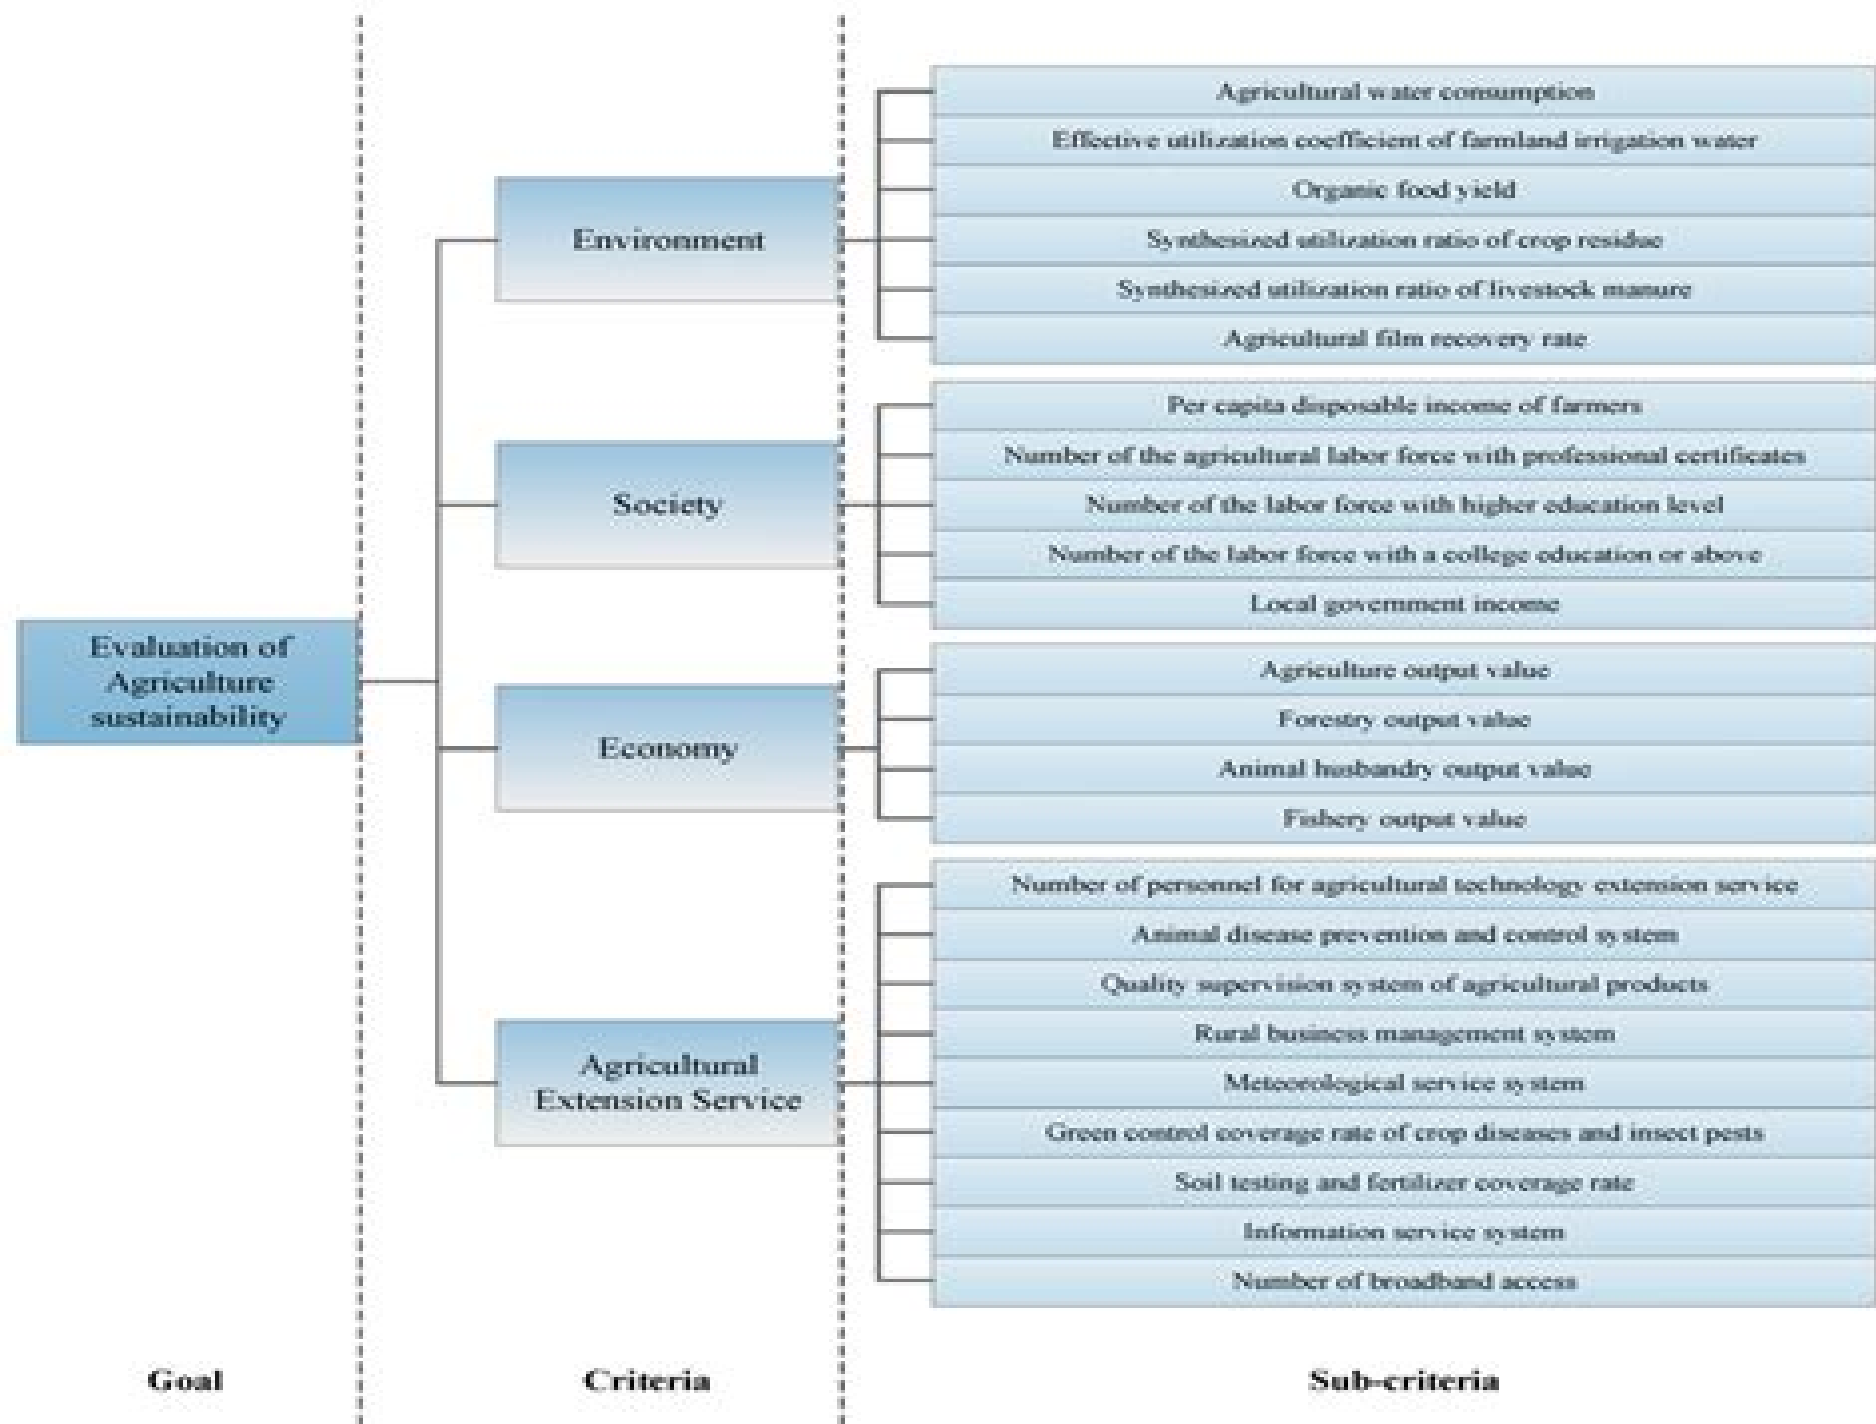 Evaluation of
Agriculture
sustainability
Environment
Society
Economy
Agricultural
Extension Service
Agricultural water consumption
Effective utilization coefficient of farmland irrigation water
Organic food yield
Synthesized utilization ratio of crop residue
Synthesized utilization ratio of livestock manure
Agricultural film recovery rate
Per capita disposable income of farmers
Number of the agricultural labor force with professional certificates
Number of the labor force with higher education level
Number of the labor force with a college education or above
Local government income
Agriculture output value
Forestry output value
Animal husbandry output value
Fishery output value
Number of personnel for agricultural technology extension service
Animal disease prevention and control system
Quality supervision system of agricultural products
Rural business management system
Meteorological service system
Green control coverage rate of crop diseases and insect pests
Soil testing and fertilizer coverage rate
Information service system
Number of broadband access
Goal
Criteria
Sub-criteria